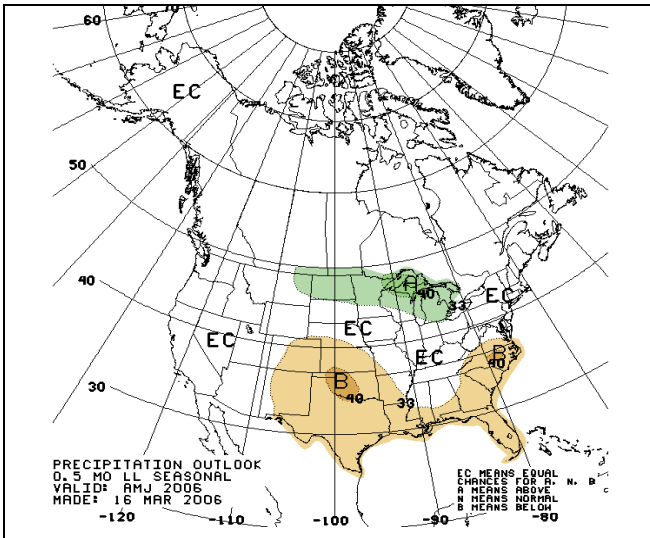 60
70
EC
50
40
A
40
33
EC
EC
EC
EC
B
40
B
40
33
30
PRECIPITATION OUTLOOK
0.5 MO LL SEASONAL
VALID: AMJ 2006
MADE: 16 MAR 2006
EC MEANS EQUAL
CHANCES FOR A, N, B
A MEANS ABOVE
N MEANS NORMAL
B MEANS BELOW
-120
-110
-100
-90
-80